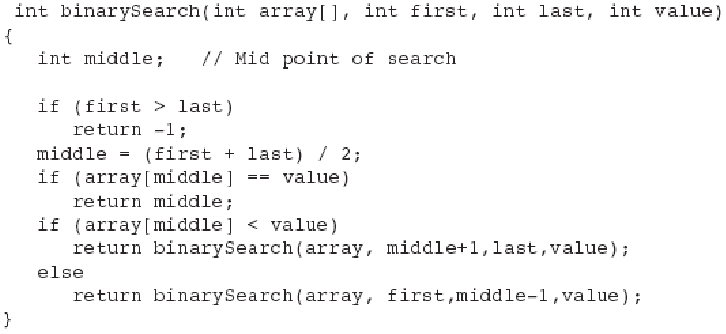 int binarySearch(int array[], int first, int last, int value)
{
int middle; // Mid point of search
if (first > last)
return -1;
middle = (first + last) / 2;
if (array[middle] == value)
return middle;
if (array[middle] < value)
return binarySearch(array, middle+1,last,value);
else
return binarySearch(array, first,middle-1,value);
}